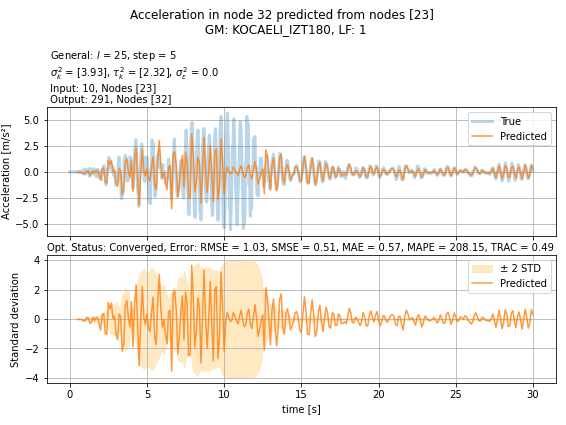 Acceleration in node 32 predicted from nodes [23]
GM: KOCAELI_IZT180, LF: 1
General: l = 25, step = 5
σ²ₖ = [3.93], τ²ₖ = [2.32], σ²ε = 0.0
Input: 10, Nodes [23]
Output: 291, Nodes [32]
Acceleration [m/s²]
5.0
2.5
0.0
−2.5
−5.0
True
Predicted
Opt. Status: Converged, Error: RMSE = 1.03, SMSE = 0.51, MAE = 0.57, MAPE = 208.15, TRAC = 0.49
Standard deviation
4
2
0
−2
−4
± 2 STD
Predicted
0 5 10 15 20 25 30
time [s]